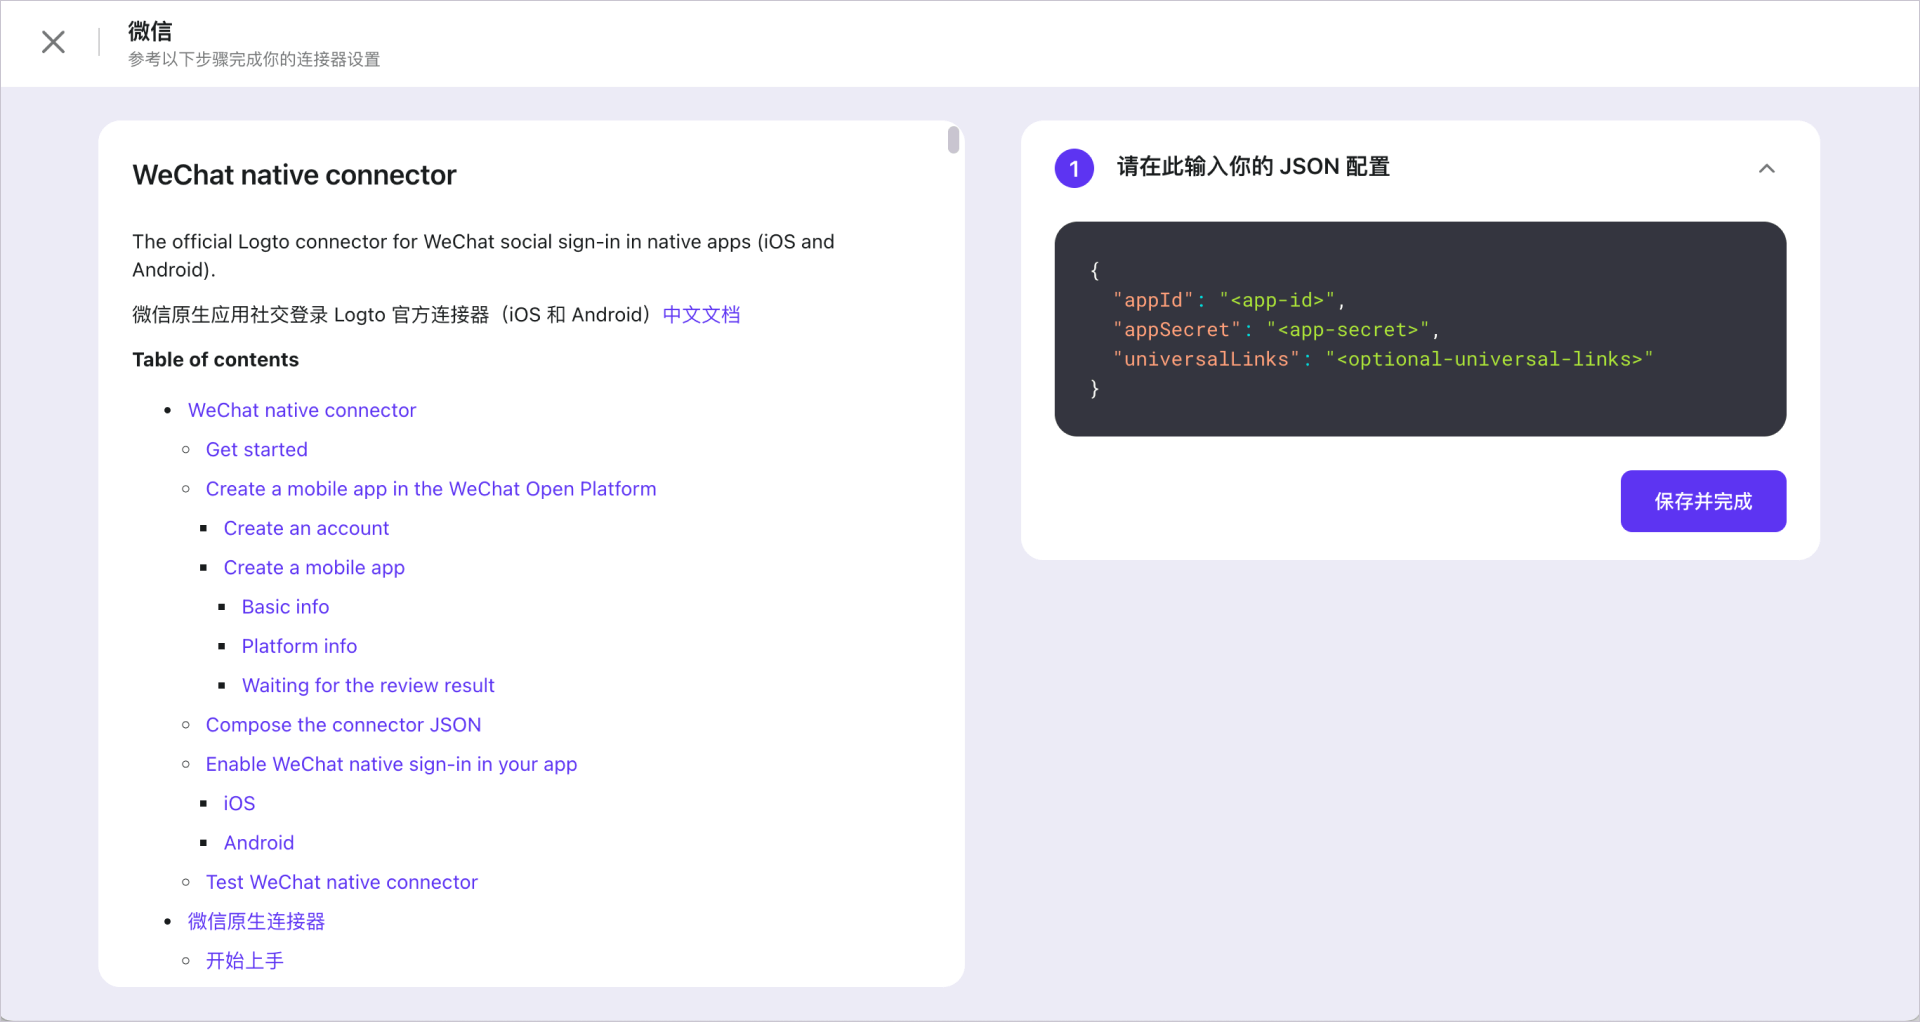 微信
参考以下步骤完成你的连接器设置
WeChat native connector
The official Logto connector for WeChat social sign-in in native apps (iOS and
Android).
微信原生应用社交登录 Logto 官方连接器（iOS 和 Android）中文文档
Table of contents
WeChat native connector
Get started
Create a mobile app in the WeChat Open Platform
Create an account
Create a mobile app
Basic info
Platform info
Waiting for the review result
Compose the connector JSON
Enable WeChat native sign-in in your app
iOS
Android
Test WeChat native connector
微信原生连接器
开始上手
1 请在此输入你的 JSON 配置
{
"appId": "<app-id>",
"appSecret": "<app-secret>",
"universalLinks": "<optional-universal-links>"
}
保存并完成